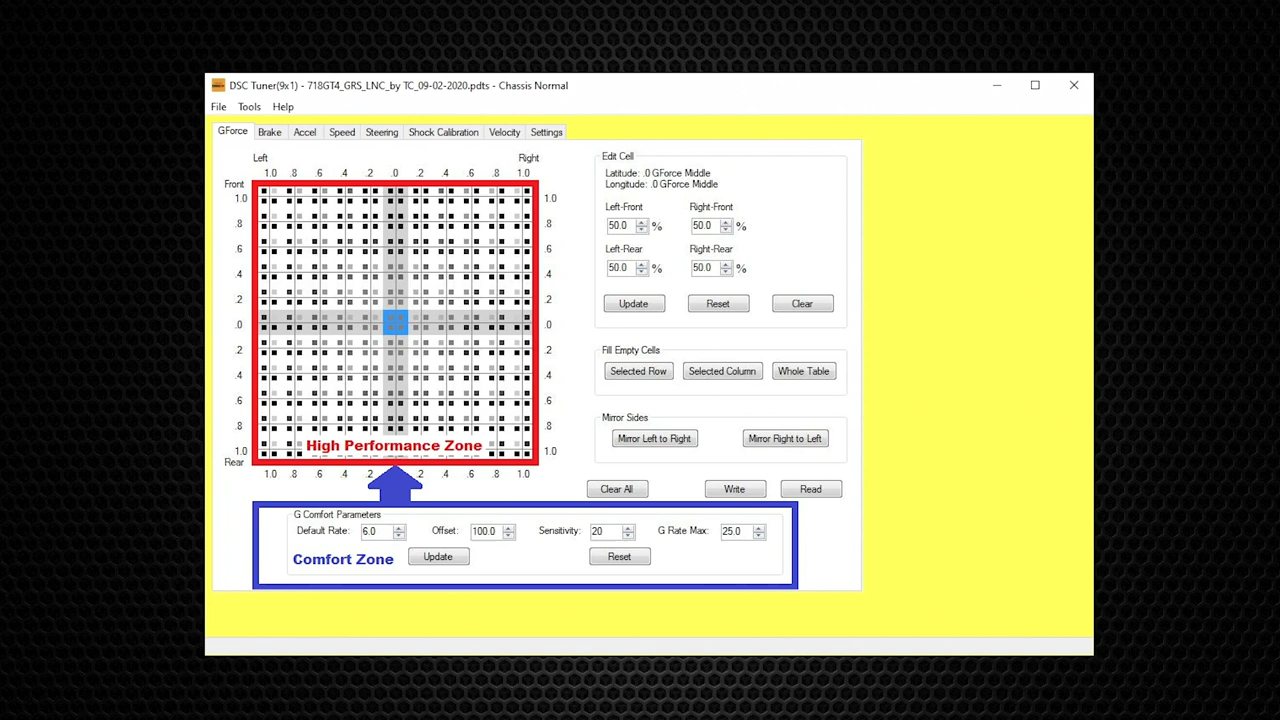 DSC Tuner(9x1) - 718GT4_GRS_LNC_by TC_09-02-2020.pdts - Chassis Normal
File Tools Help
GForce Brake Accel Speed Steering Shock Calibration Velocity Settings
Left Right
1.0 .8 .6 .4 .2 .0 .2 .4 .6 .8 1.0
Front
1.0 1.0
.8 .8
.6 .6
.4 .4
.2 .2
.0 .0
.2 .2
.4 .4
.6 .6
.8 .8
High Performance Zone
1.0 1.0
Rear
1.0 .8 .6 .4 .2 .2 .4 .6 .8 1.0
Edit Cell
Latitude: .0 GForce Middle
Longitude: .0 GForce Middle
Left-Front Right-Front
50.0 % 50.0 %
Left-Rear Right-Rear
50.0 % 50.0 %
Update Reset Clear
Fill Empty Cells
Selected Row Selected Column Whole Table
Mirror Sides
Mirror Left to Right Mirror Right to Left
Clear All Write Read
G Comfort Parameters
Default Rate: 6.0 Offset: 100.0 Sensitivity: 20 G Rate Max: 25.0
Comfort Zone Update Reset